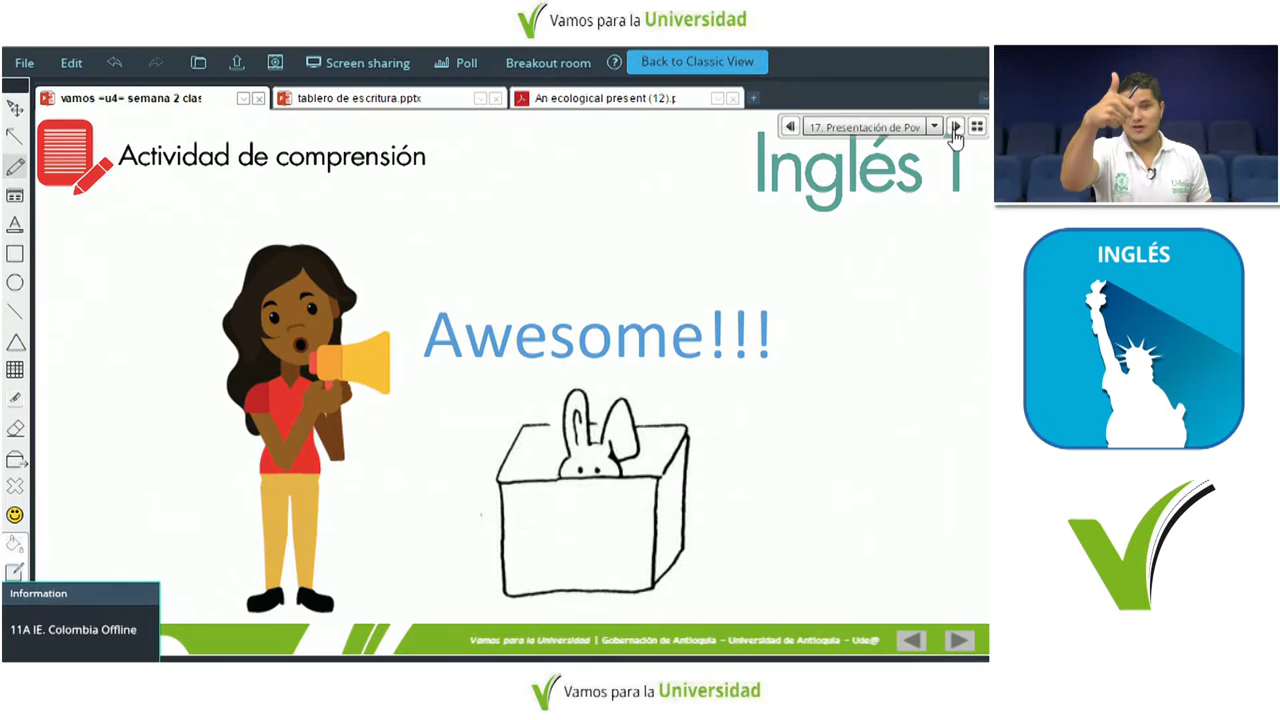 Vamos para la Universidad
File Edit Screen sharing Poll Breakout room ? Back to Classic View
vamos =u4= semana 2 clas tablero de escritura.pptx An ecological present (12).p
17. Presentación de Pov
Actividad de comprensión
Inglés 1
INGLÉS
Awesome!!!
Information
11A IE. Colombia Offline
Vamos para la Universidad | Gobernación de Antioquia - Universidad de Antioquia - Ude@
Vamos para la Universidad